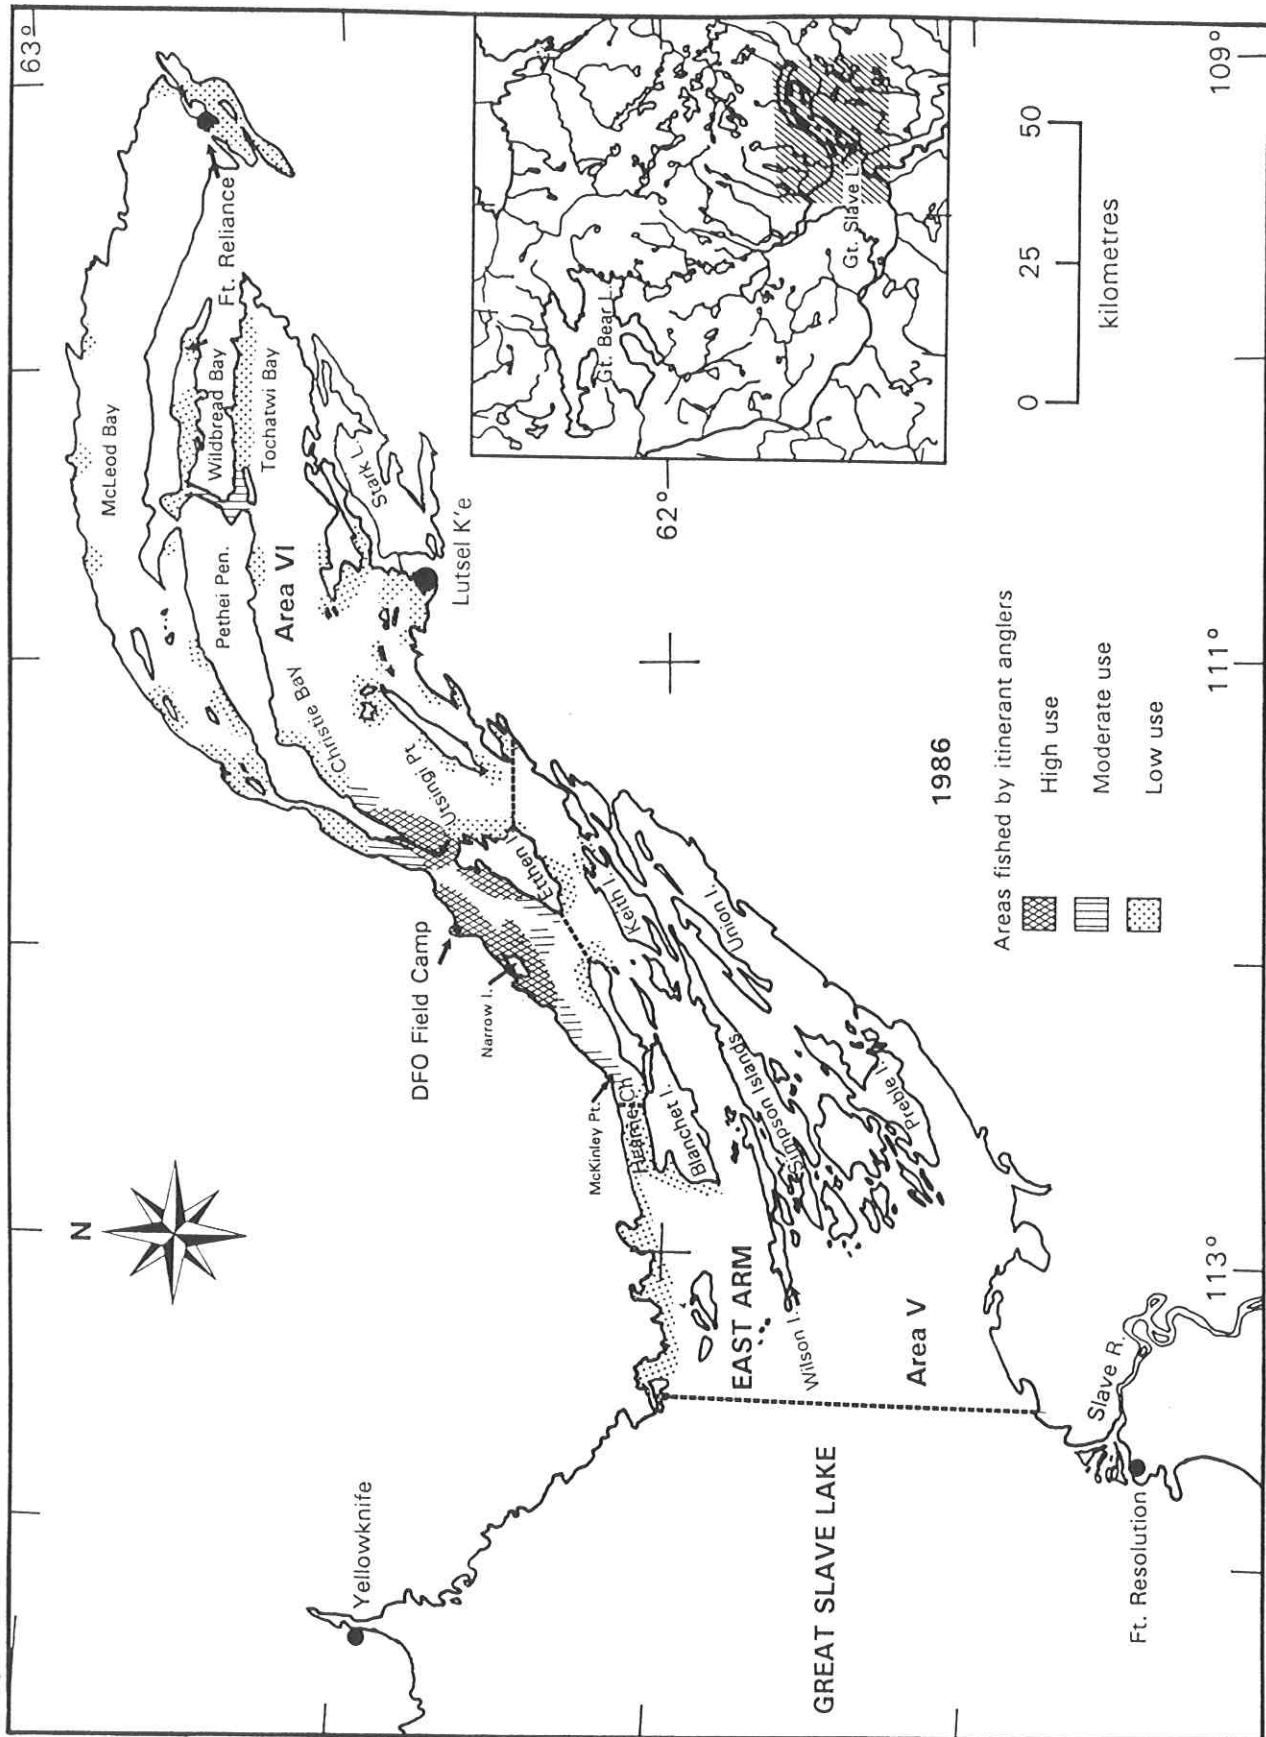 63°
62°
N
Yellowknife
McLeod Bay
Ft. Reliance
Wildbread Bay
Tochatwi Bay
Pethei Pen.
Area VI
Christie Bay
Stark L.
Lutsel K'e
Utsingi Pt.
DFO Field Camp
Narrow I.
Etthen I.
McKinley Pt.
Hearne Ch.
Blanchet I.
Keith I.
Union I.
Simpson Islands
Preble I.
EAST ARM
Wilson I.
Area V
GREAT SLAVE LAKE
Slave R.
Ft. Resolution
Gt. Bear L.
Gt. Slave L.
1986
Areas fished by itinerant anglers
High use
Moderate use
Low use
0 25 50
kilometres
113°
111°
109°